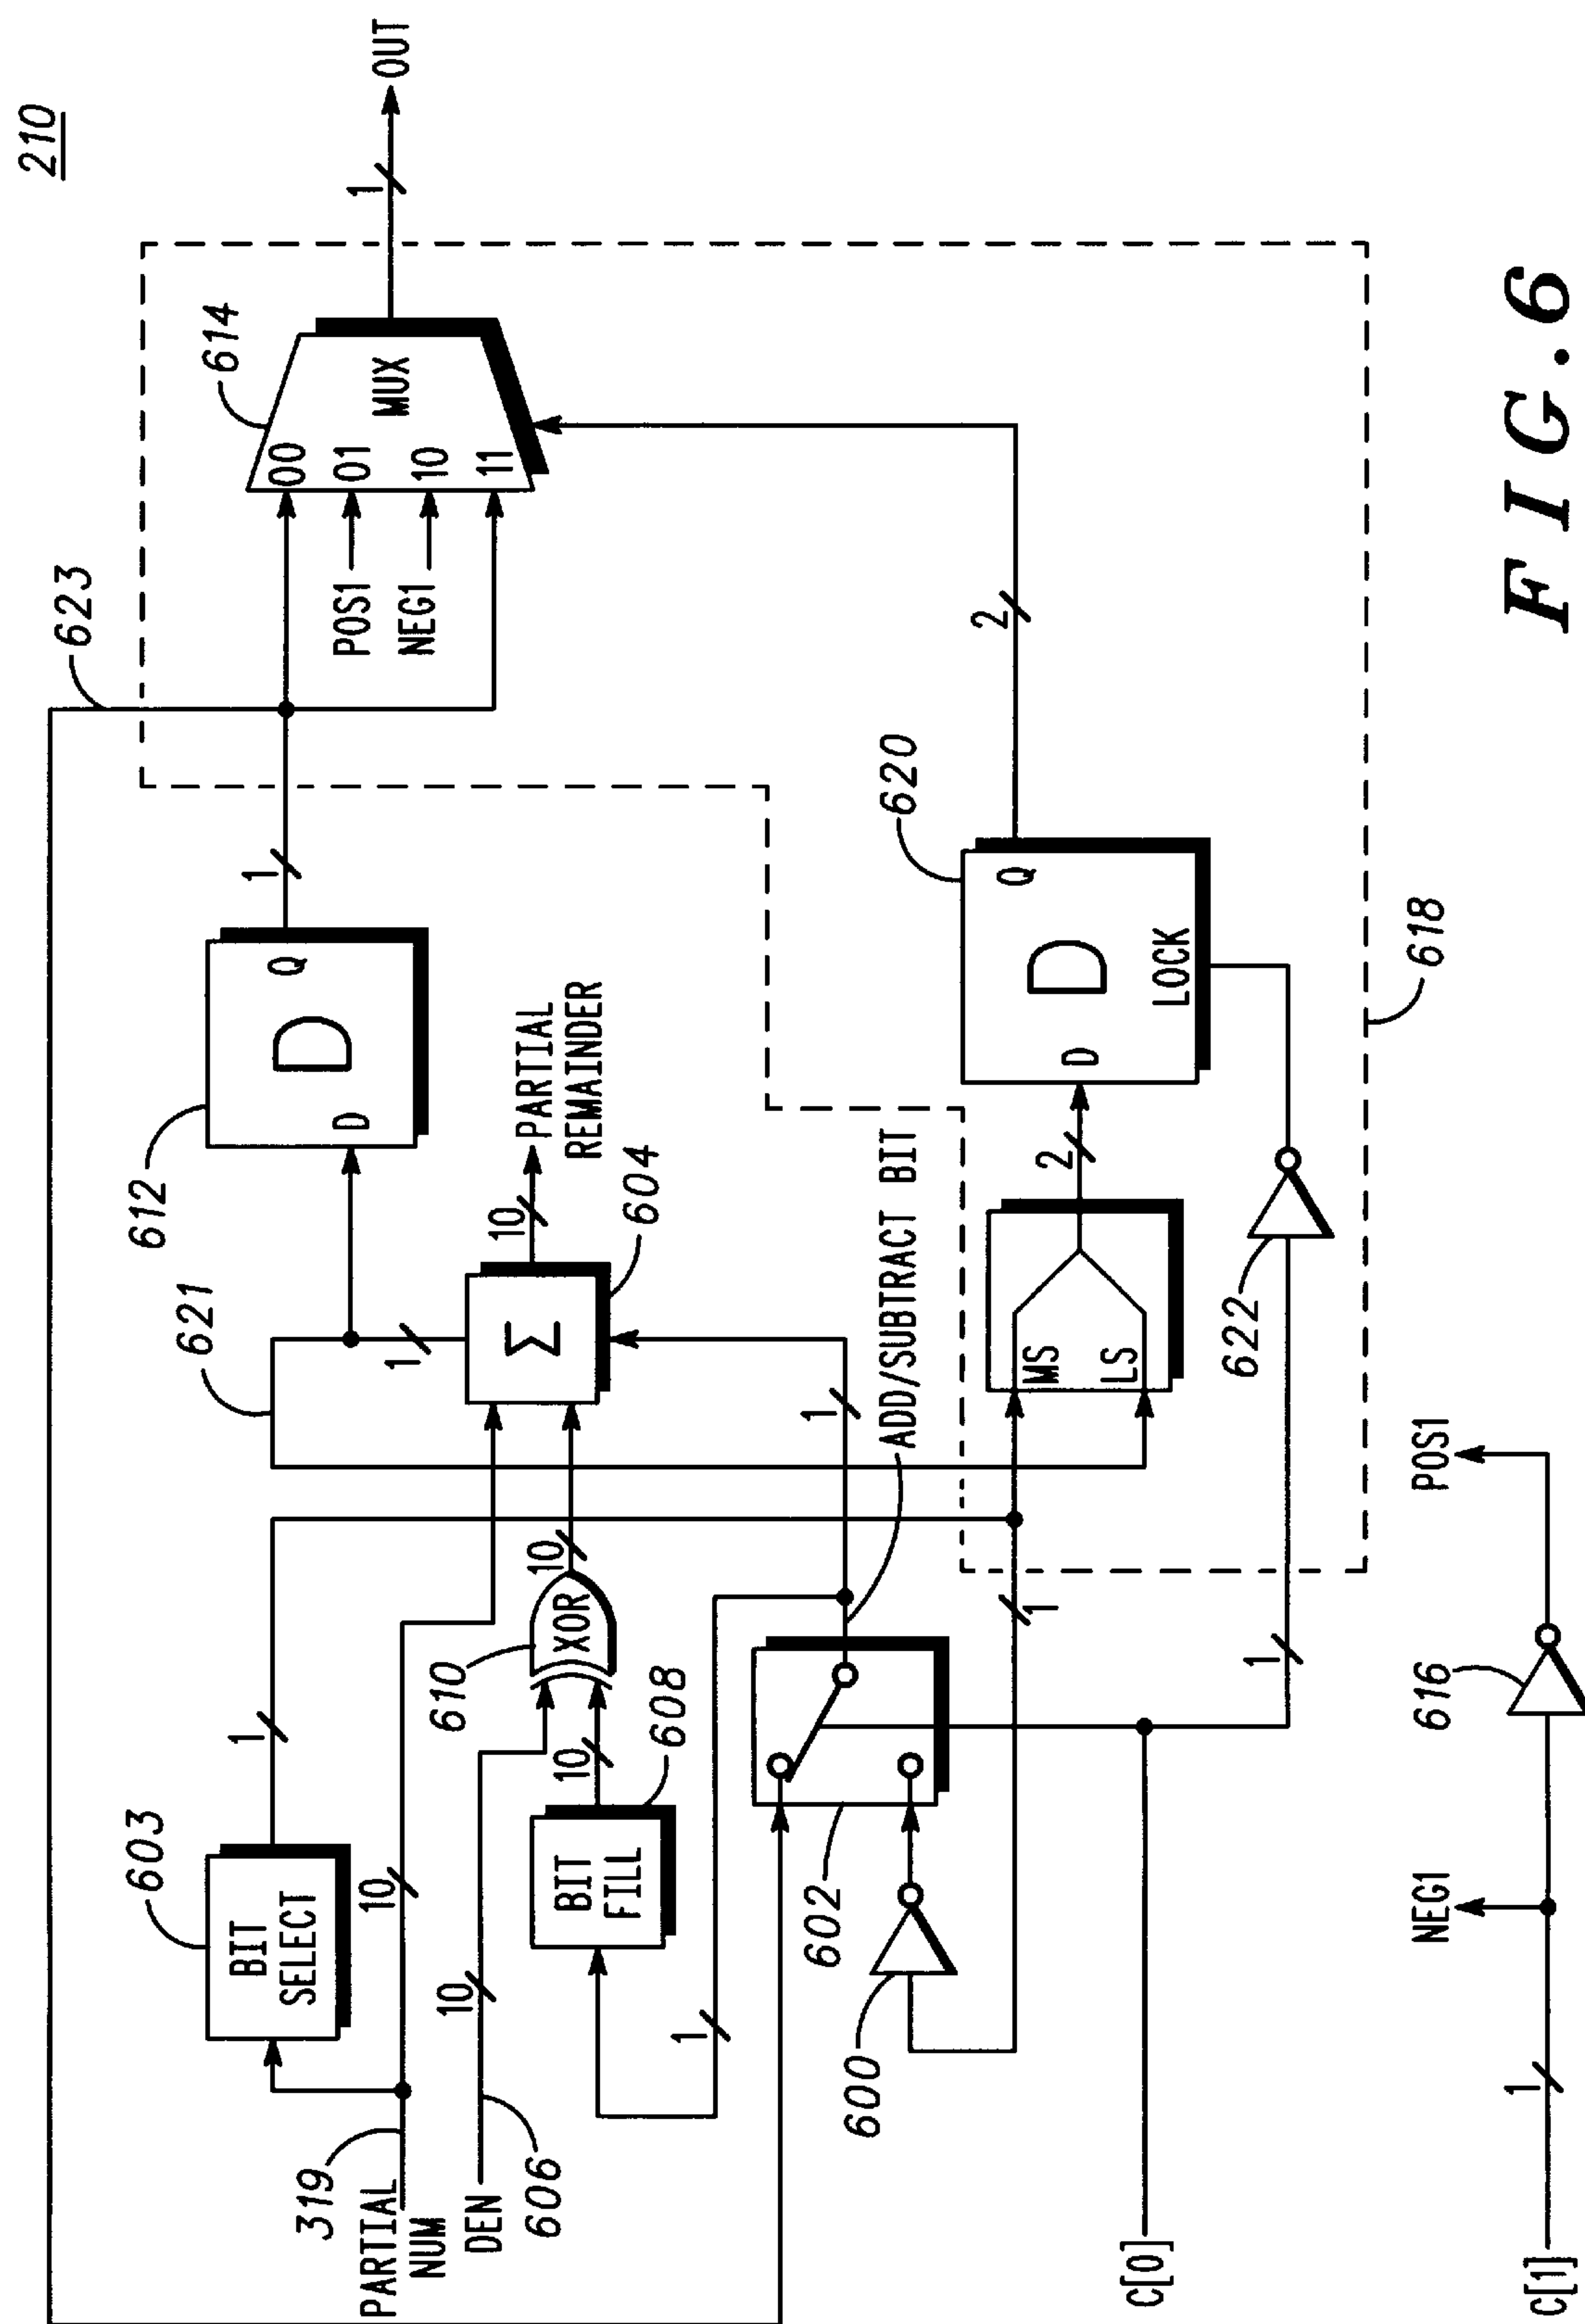 210
623
614
00
01
10
11
MUX
1
OUT
POS1
NEG1
612
D
D
Q
1
621
1
604
Σ
10
PARTIAL
REMAINDER
603
BIT
SELECT
1
10
319
PARTIAL
NUM
10
DEN
606
610
XOR
10
10
608
BIT
FILL
1
602
600
1
ADD/SUBTRACT BIT
1
MS
LS
2
620
D
D
Q
LOCK
2
622
618
1
C[0]
C[1]
1
NEG1
616
POS1
FIG.6